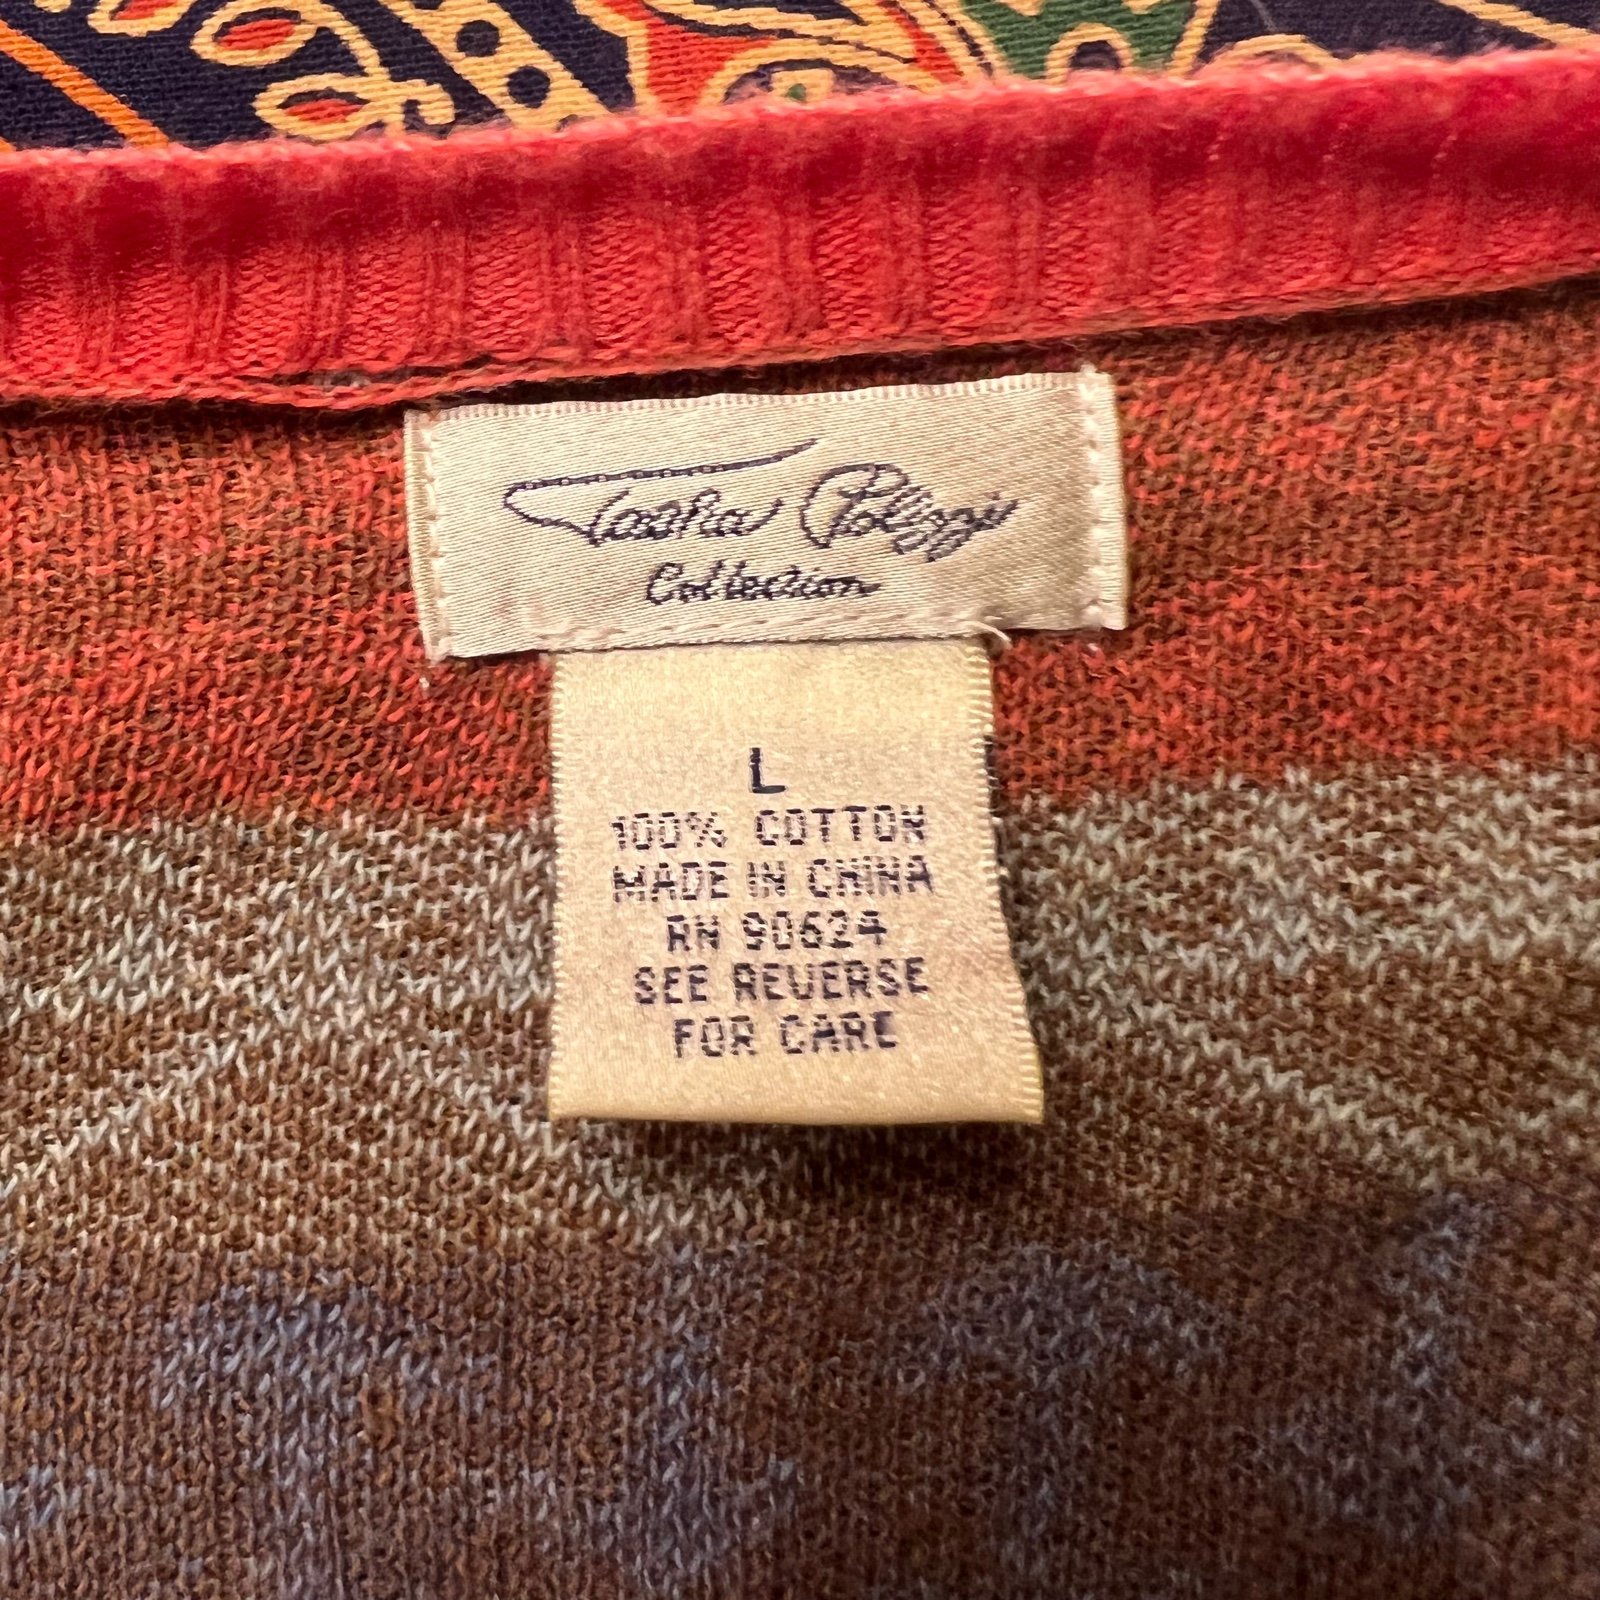 Tasha Polizzi
Collection
L
100% COTTON
MADE IN CHINA
RN 90624
SEE REVERSE
FOR CARE